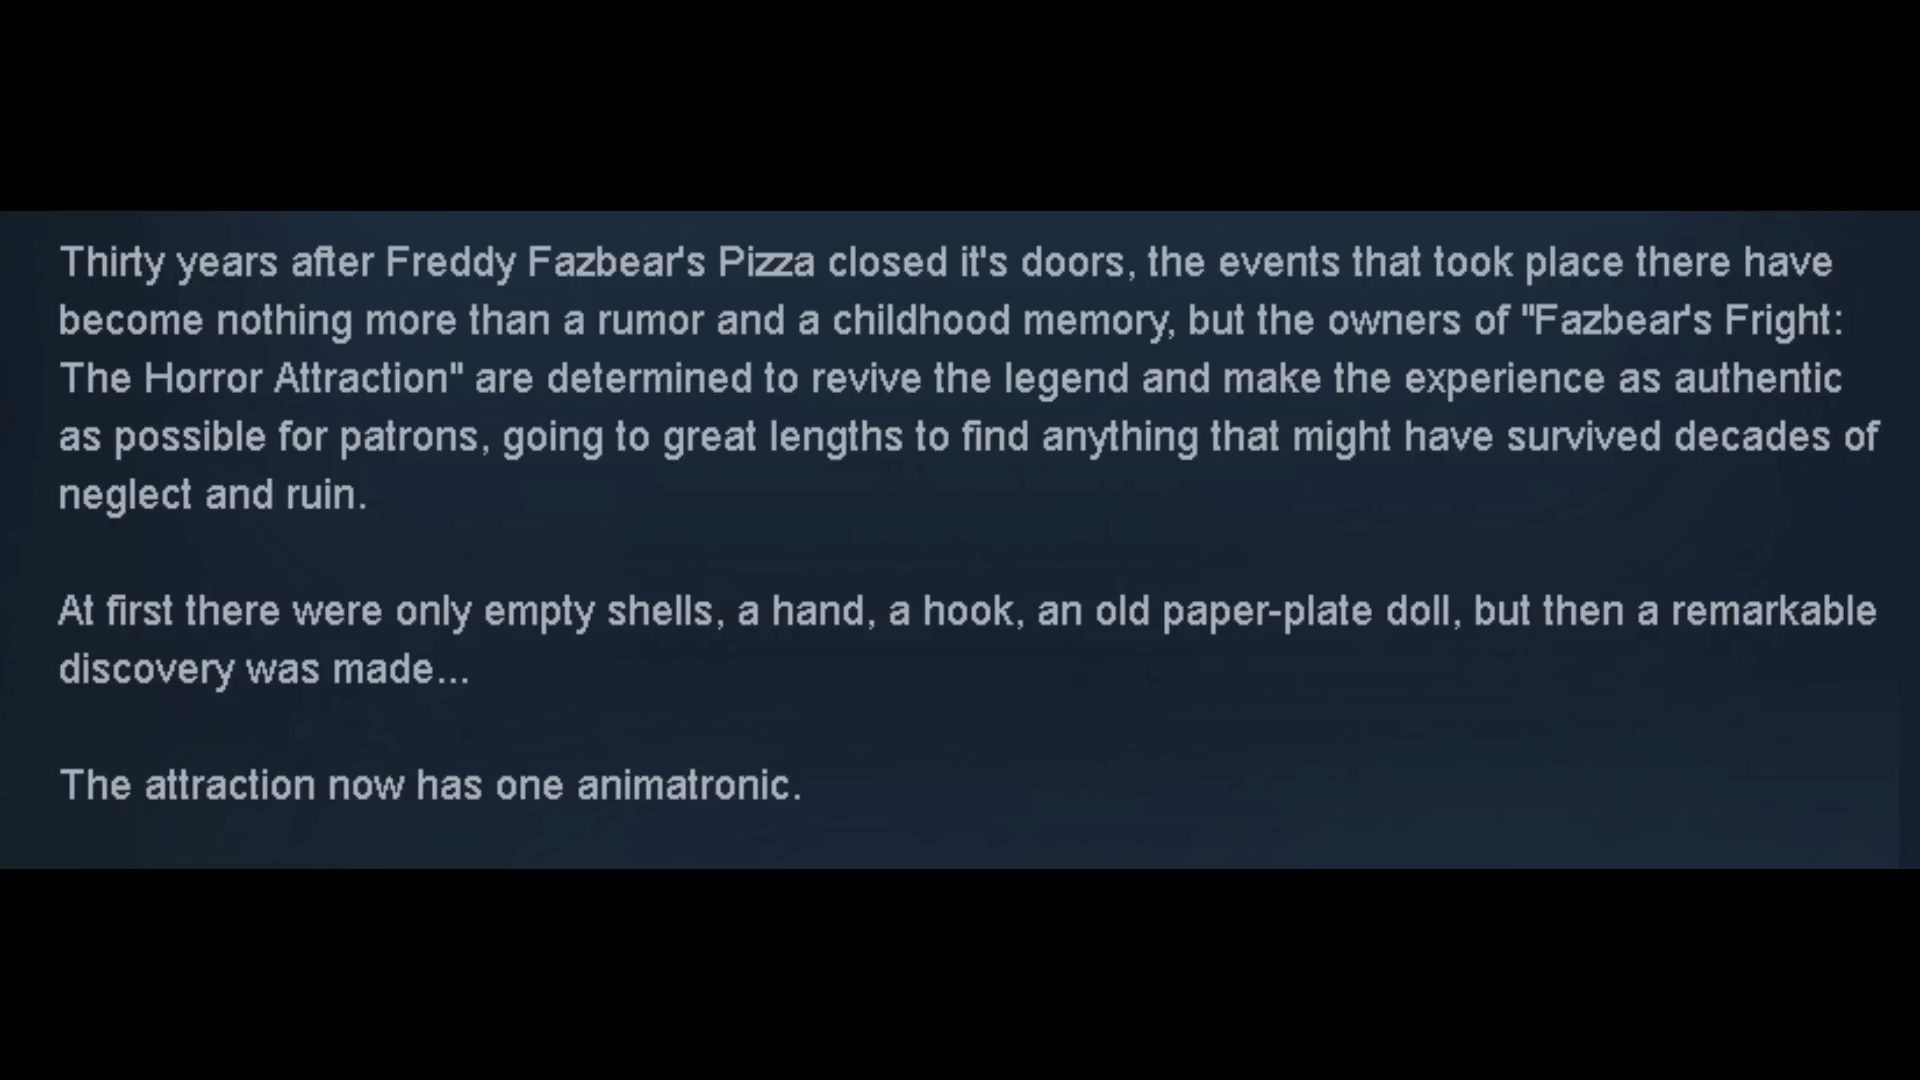 Thirty years after Freddy Fazbear's Pizza closed it's doors, the events that took place there have
become nothing more than a rumor and a childhood memory, but the owners of "Fazbear's Fright:
The Horror Attraction" are determined to revive the legend and make the experience as authentic
as possible for patrons, going to great lengths to find anything that might have survived decades of
neglect and ruin.
At first there were only empty shells, a hand, a hook, an old paper-plate doll, but then a remarkable
discovery was made...
The attraction now has one animatronic.